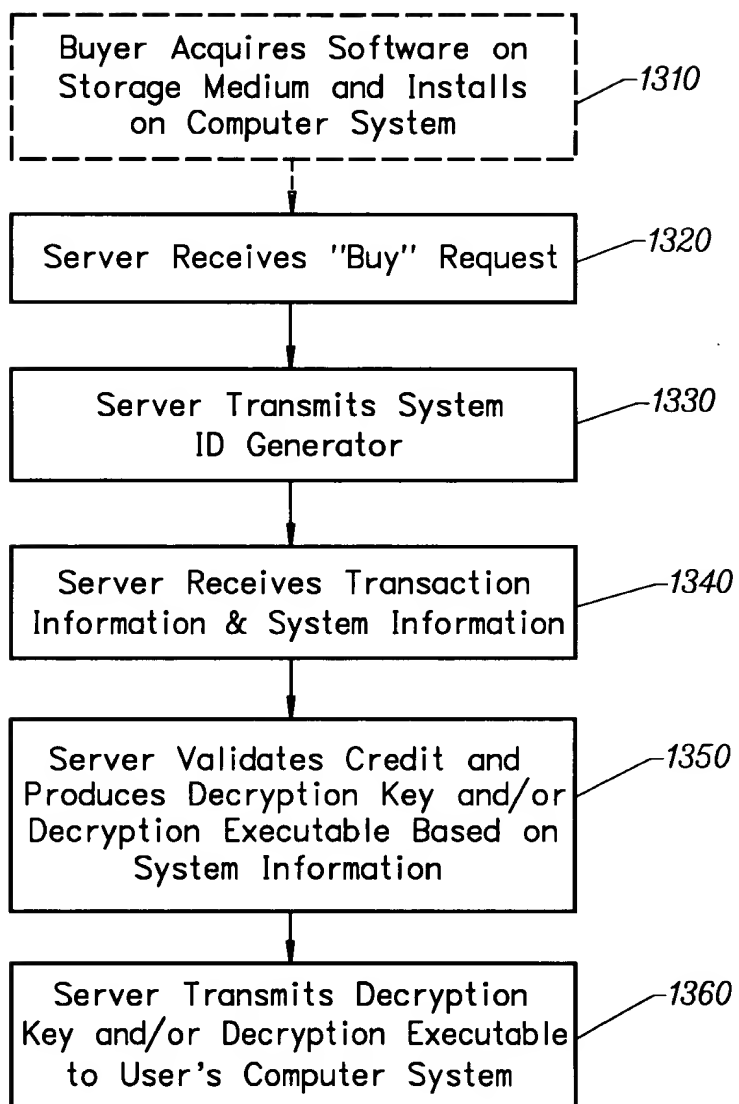 Buyer Acquires Software on
Storage Medium and Installs
on Computer System
1310
Server Receives "Buy" Request
1320
Server Transmits System
ID Generator
1330
Server Receives Transaction
Information & System Information
1340
Server Validates Credit and
Produces Decryption Key and/or
Decryption Executable Based on
System Information
1350
Server Transmits Decryption
Key and/or Decryption Executable
to User's Computer System
1360